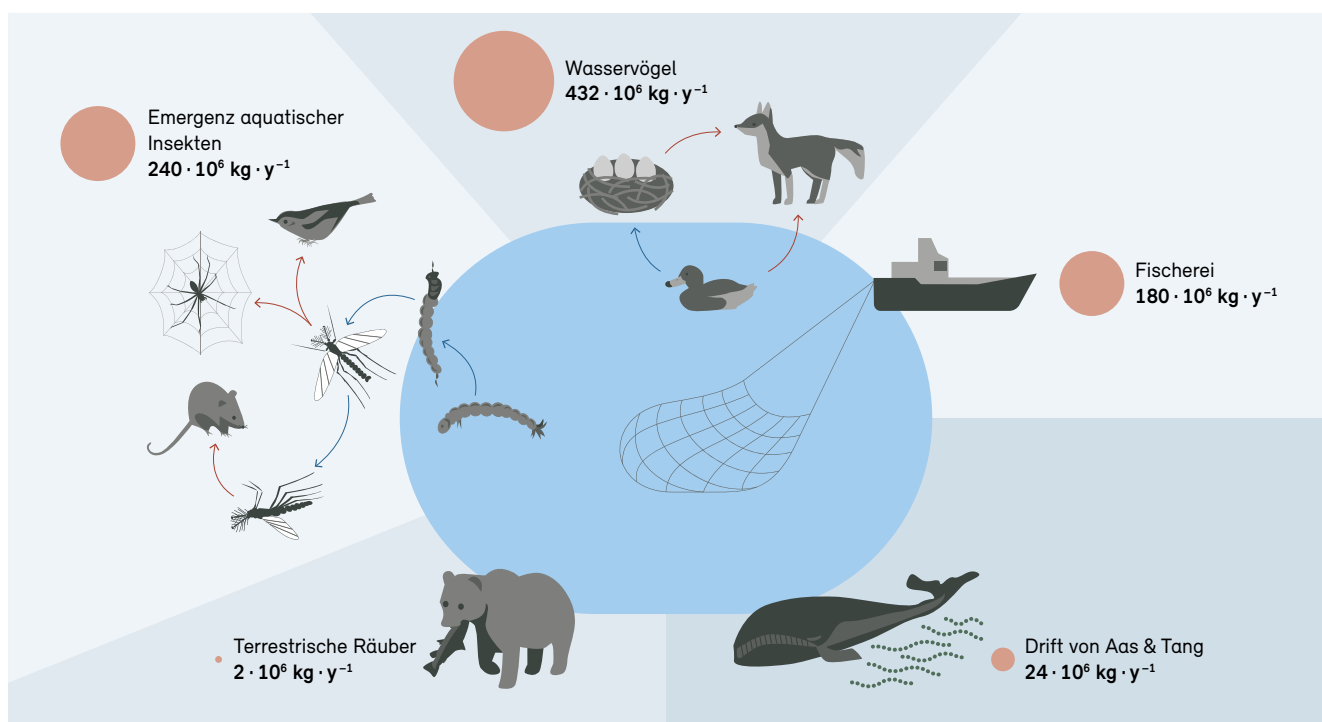 Wasservögel
432 · 10⁶ kg · y⁻¹
Emergenz aquatischer
Insekten
240 · 10⁶ kg · y⁻¹
Fischerei
180 · 10⁶ kg · y⁻¹
Terrestrische Räuber
2 · 10⁶ kg · y⁻¹
Drift von Aas & Tang
24 · 10⁶ kg · y⁻¹